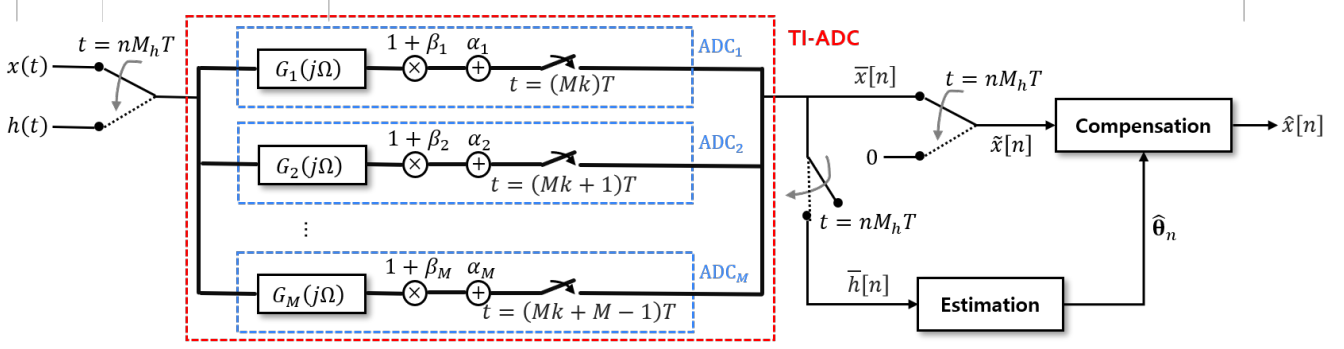 t = nM_hT
x(t)
h(t)
G_1(jΩ)
1 + β_1
α_1
t = (Mk)T
ADC_1
G_2(jΩ)
1 + β_2
α_2
t = (Mk + 1)T
ADC_2
⋮
G_M(jΩ)
1 + β_M
α_M
t = (Mk + M − 1)T
ADC_M
TI-ADC
x̅[n]
t = nM_hT
0
x̃[n]
Compensation
x̂[n]
t = nM_hT
h̅[n]
Estimation
θ̂_n